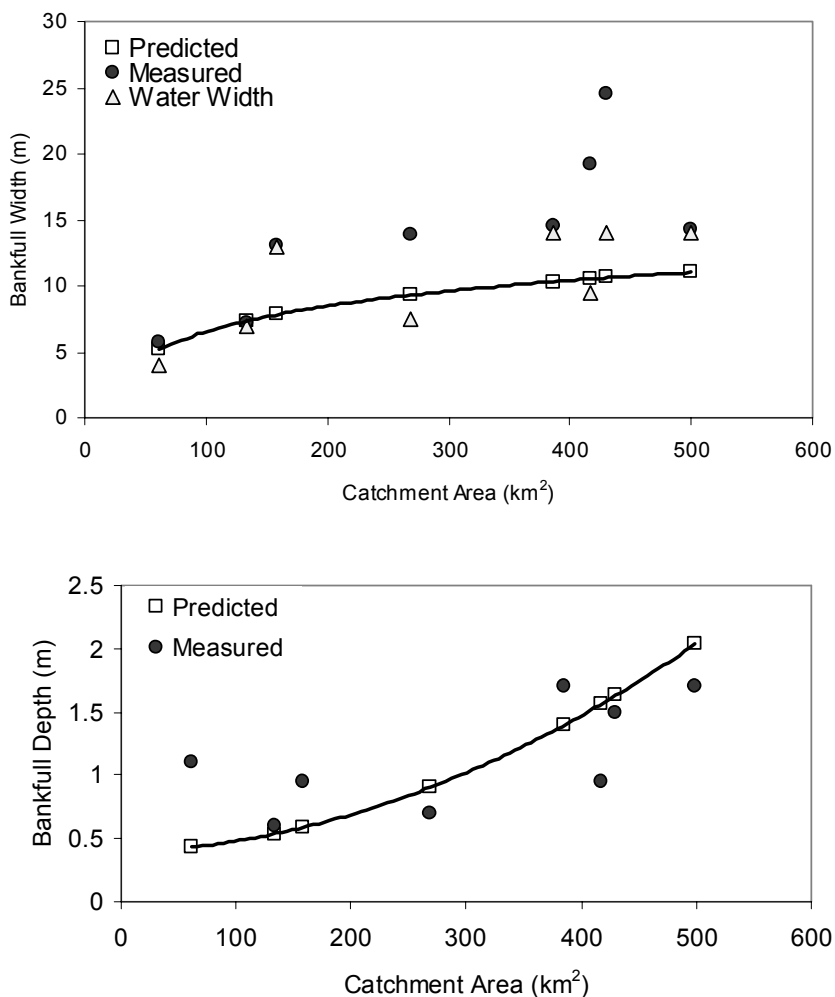 30
25
20
15
10
5
0
Bankfull Width (m)
Predicted
Measured
Water Width
0 100 200 300 400 500 600
Catchment Area (km²)
2.5
2
1.5
1
0.5
0
Bankfull Depth (m)
Predicted
Measured
0 100 200 300 400 500 600
Catchment Area (km²)